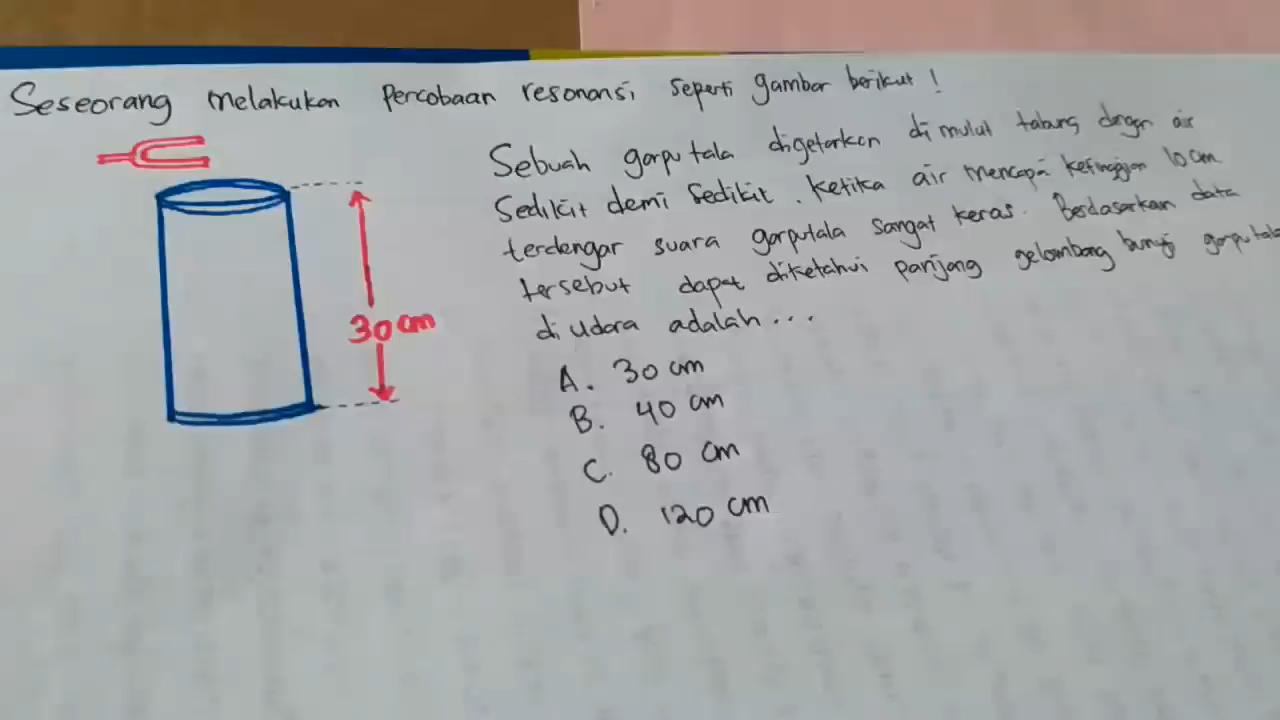 Seseorang melakukan percobaan resonansi seperti gambar berikut !
Sebuah garputala digetarkan di mulut tabung dengan air
Sedikit demi sedikit. Ketika air mencapai ketinggian 10 cm
terdengar suara garputala sangat keras. Berdasarkan data
tersebut dapat diketahui panjang gelombang bunyi garputala
di udara adalah ...
30 cm
A. 30 cm
B. 40 cm
C. 80 cm
D. 120 cm